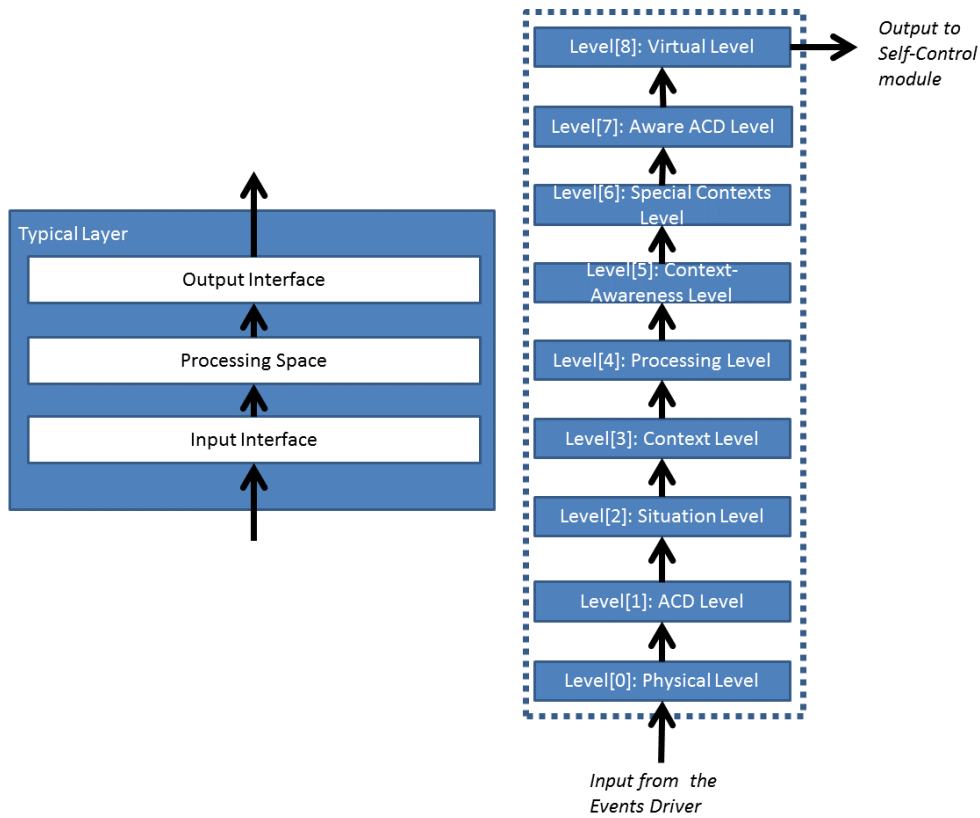 Typical Layer
Output Interface
Processing Space
Input Interface
Level[8]: Virtual Level
Output to
Self-Control
module
Level[7]: Aware ACD Level
Level[6]: Special Contexts
Level
Level[5]: Context-
Awareness Level
Level[4]: Processing Level
Level[3]: Context Level
Level[2]: Situation Level
Level[1]: ACD Level
Level[0]: Physical Level
Input from the
Events Driver